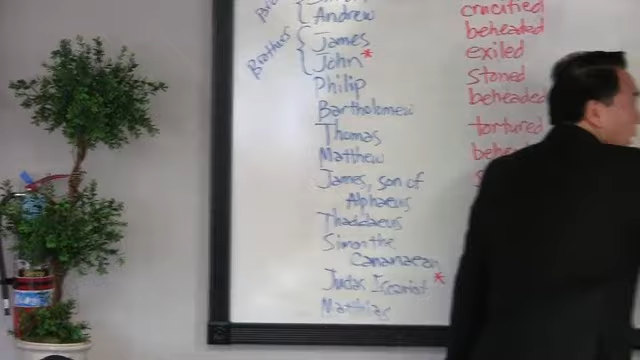 Andrew crucified
James beheaded
Brothers
John* exiled
Philip stoned
Bartholomew beheaded
Thomas tortured
Matthew
James, son of
Alphaeus
Thaddaeus
Simon the
Cananaean
Judas Iscariot *
Matthias